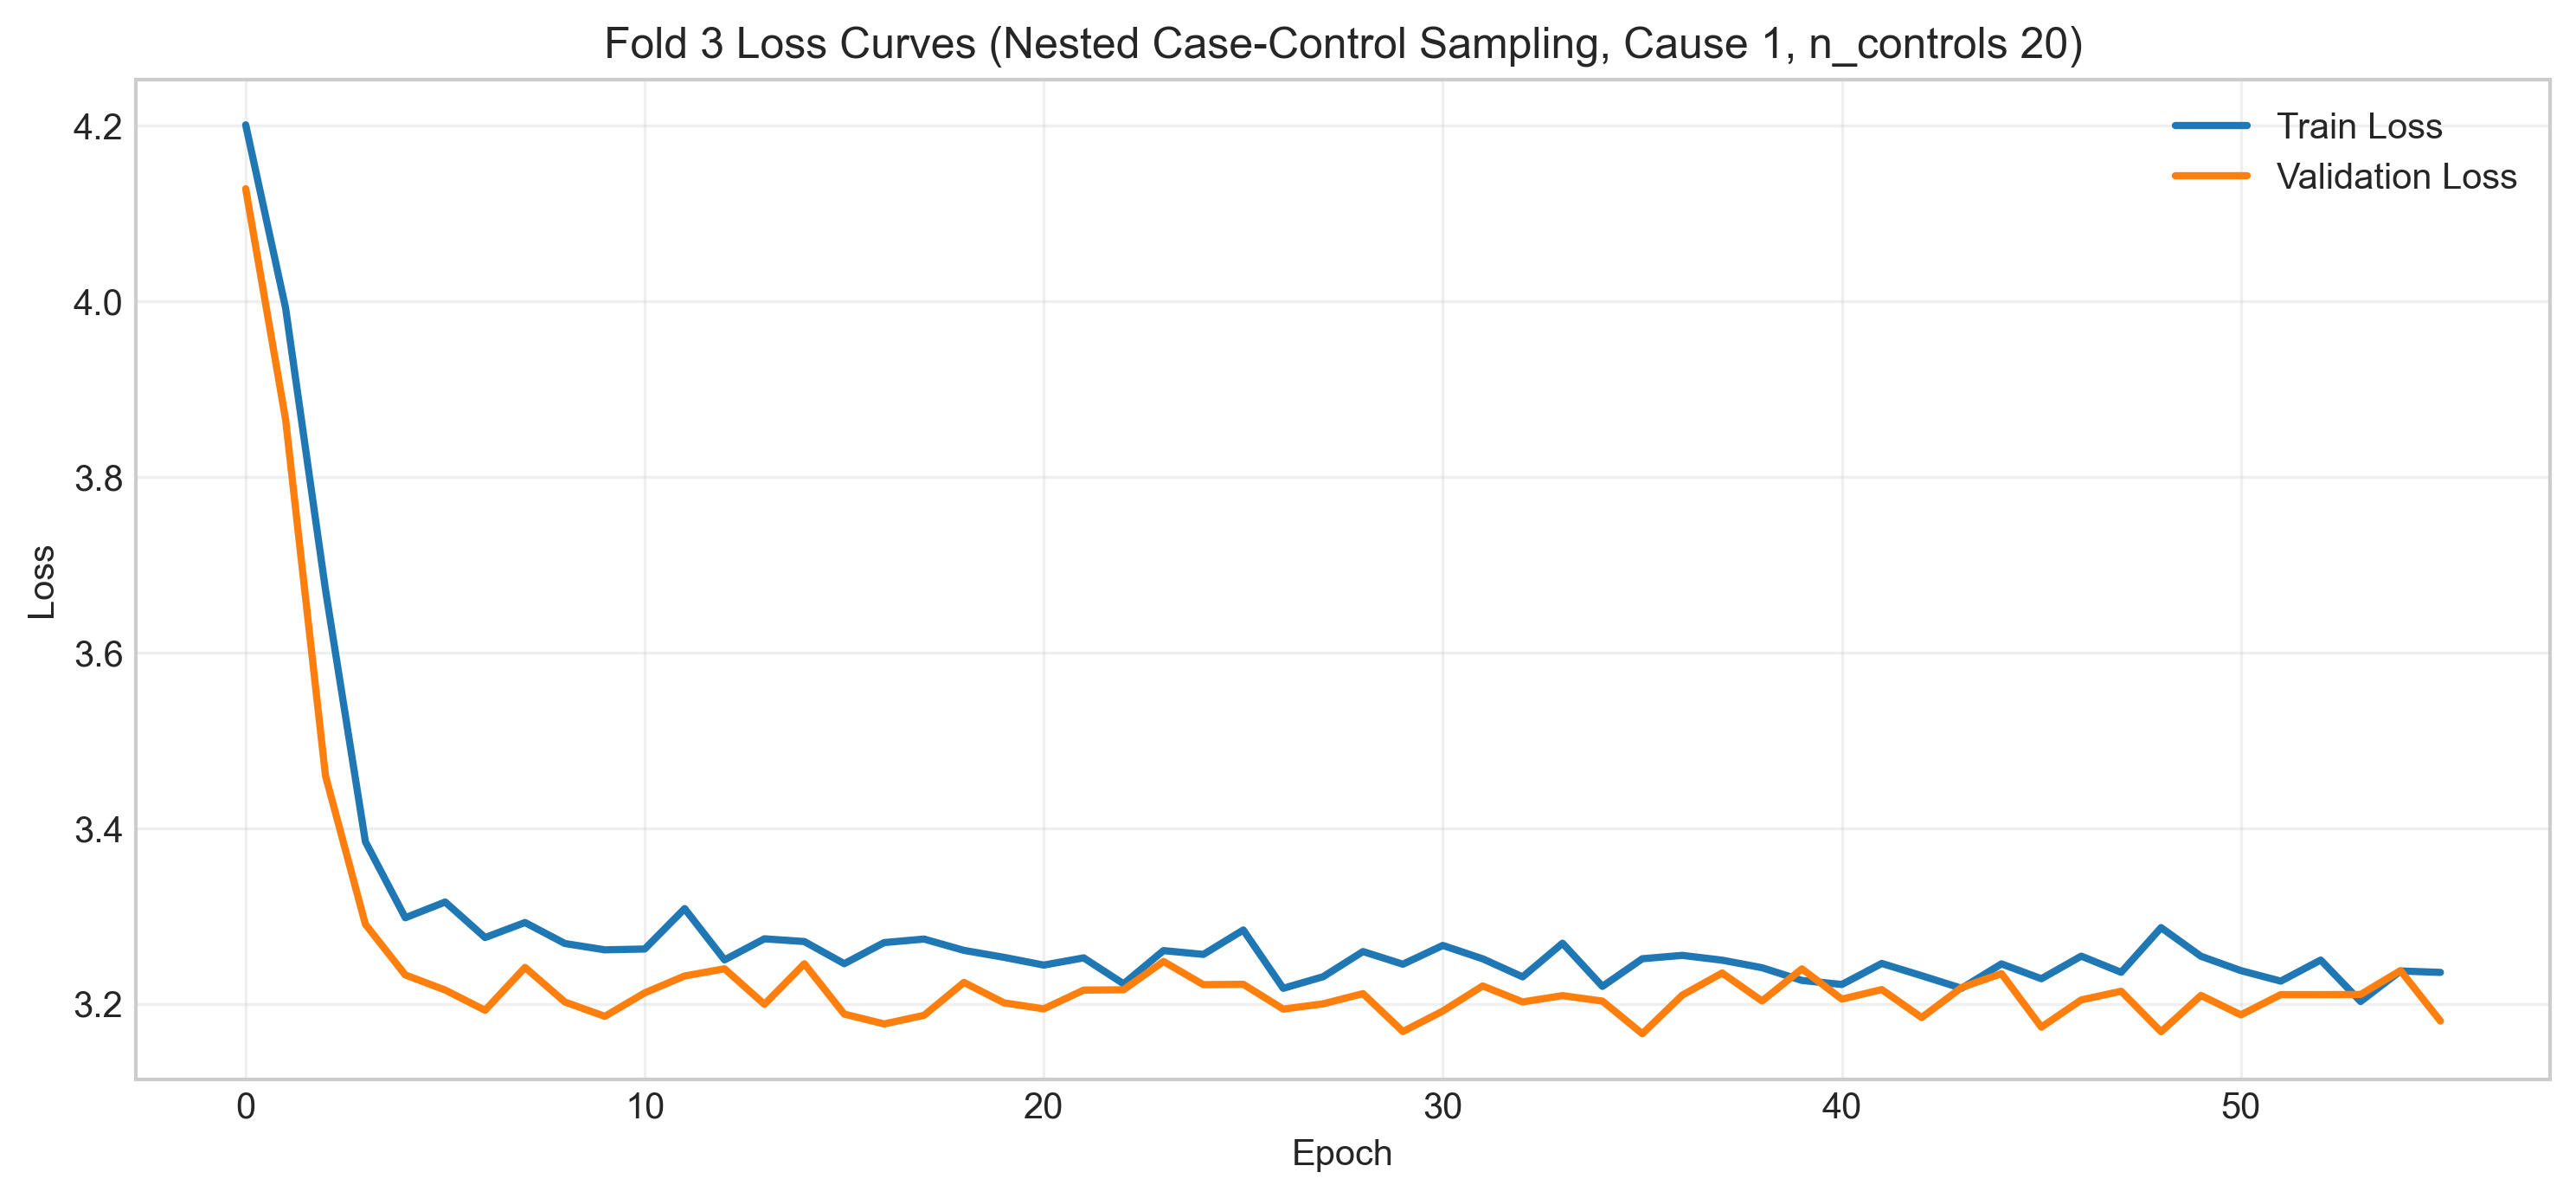 Fold 3 Loss Curves (Nested Case-Control Sampling, Cause 1, n_controls 20)
Train Loss
Validation Loss
4.2
4.0
3.8
3.6
3.4
3.2
Loss
0 10 20 30 40 50
Epoch